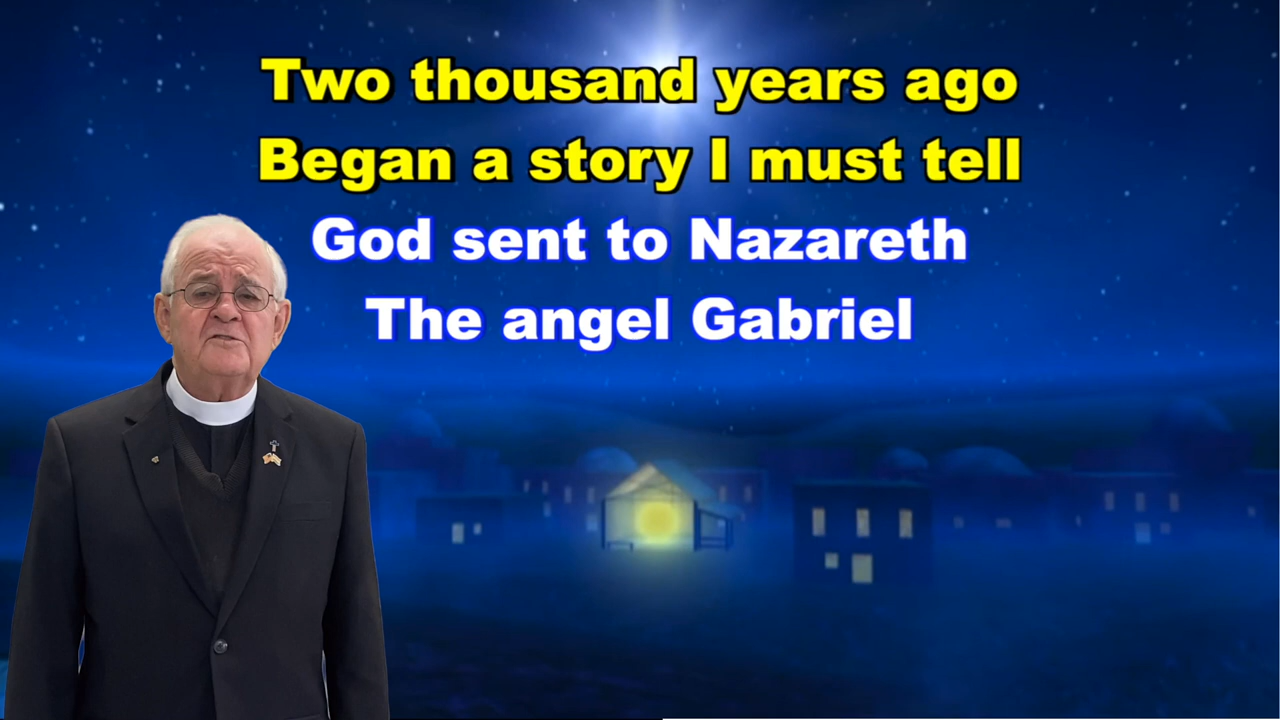 Two thousand years ago
Began a story I must tell
God sent to Nazareth
The angel Gabriel